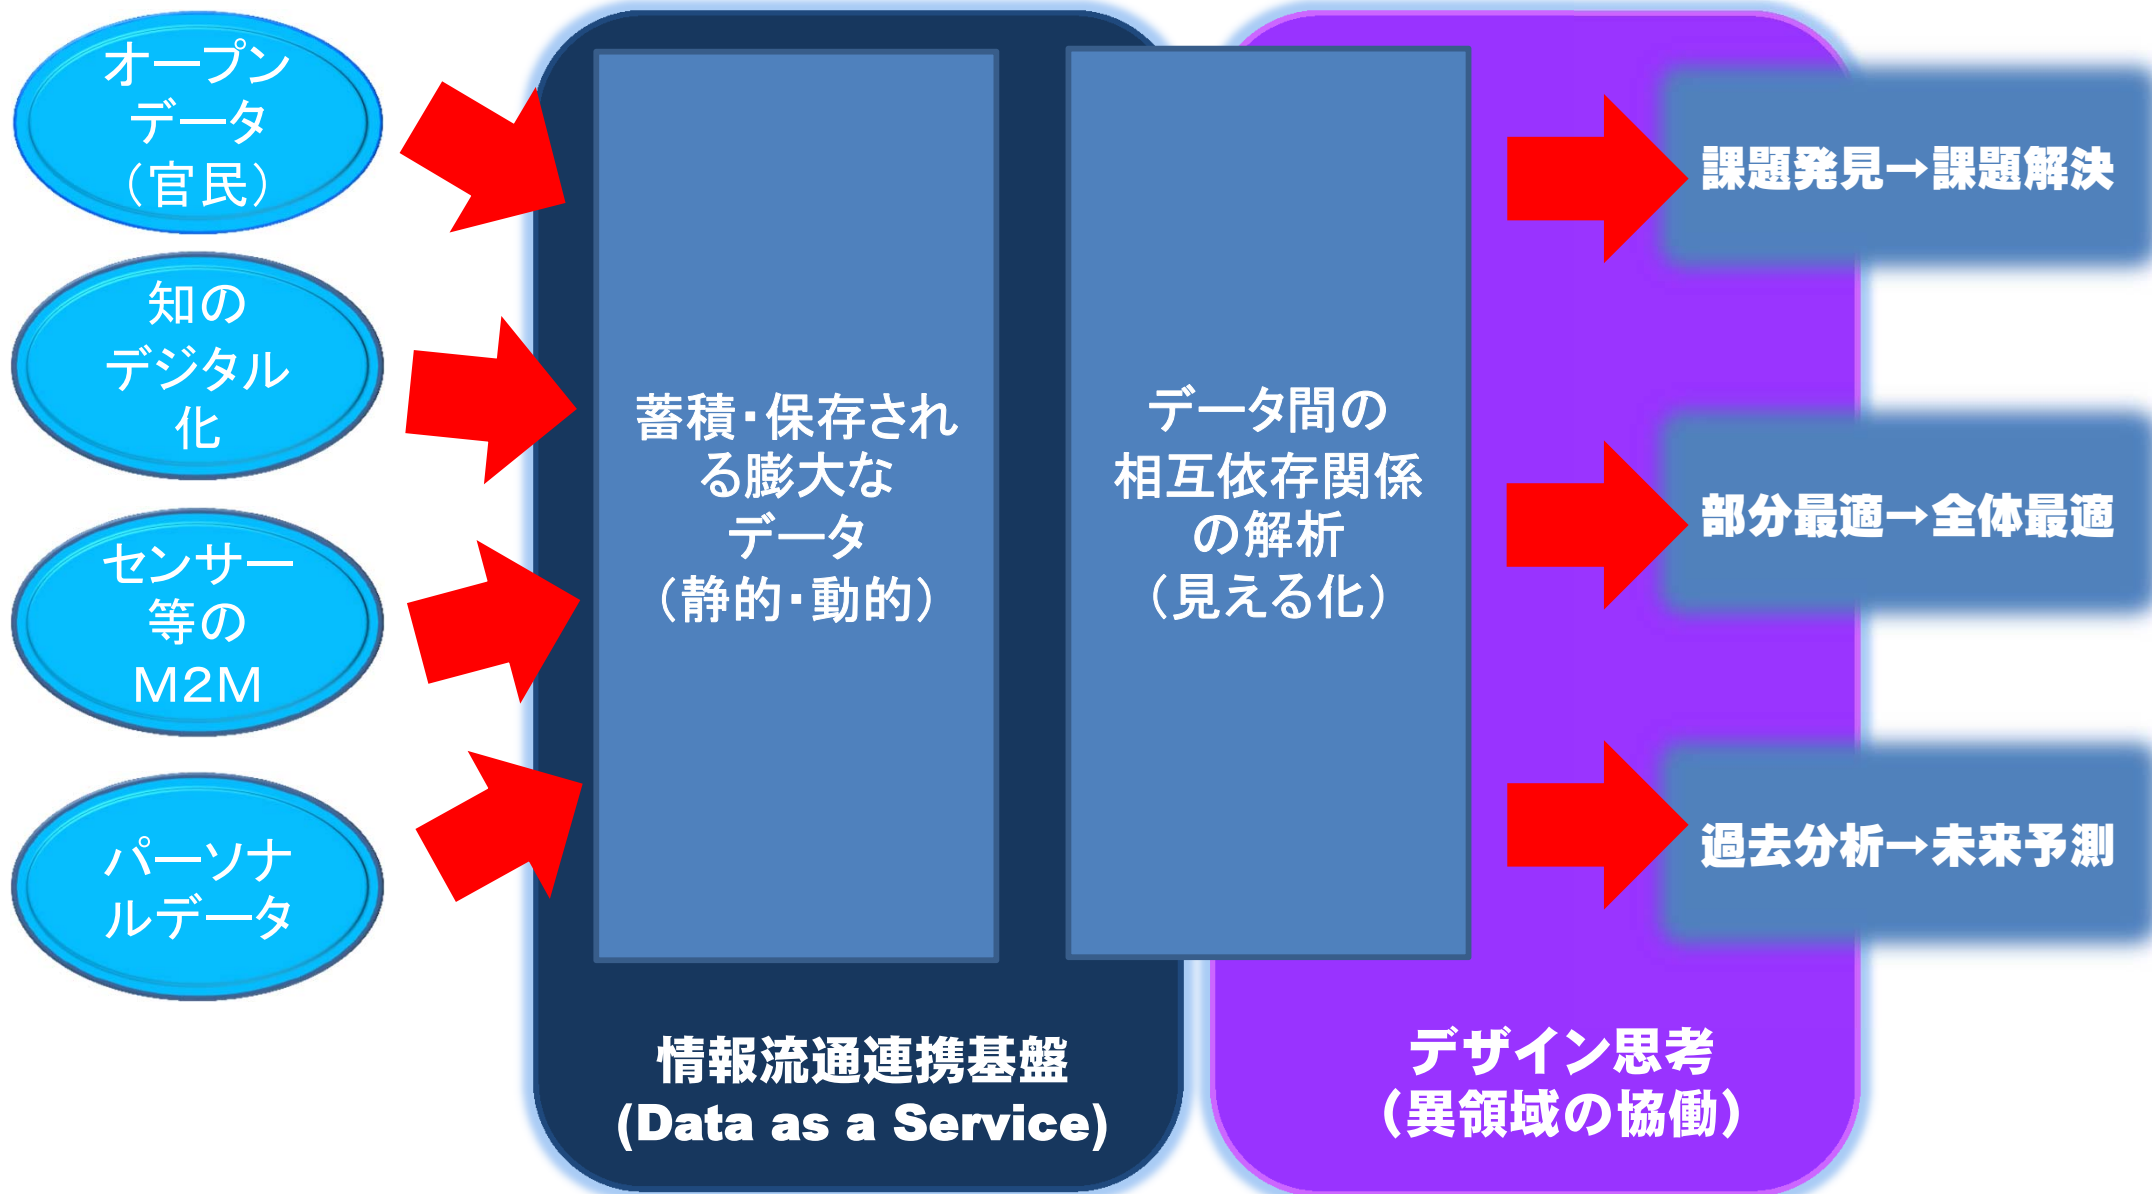 オープン
データ
（官民）
知の
デジタル
化
センサー
等の
Ｍ２Ｍ
パーソナ
ルデータ
蓄積・保存され
る膨大な
データ
（静的・動的）
データ間の
相互依存関係
の解析
（見える化）
課題発見→課題解決
部分最適→全体最適
過去分析→未来予測
情報流通連携基盤
(Data as a Service)
デザイン思考
（異領域の協働）